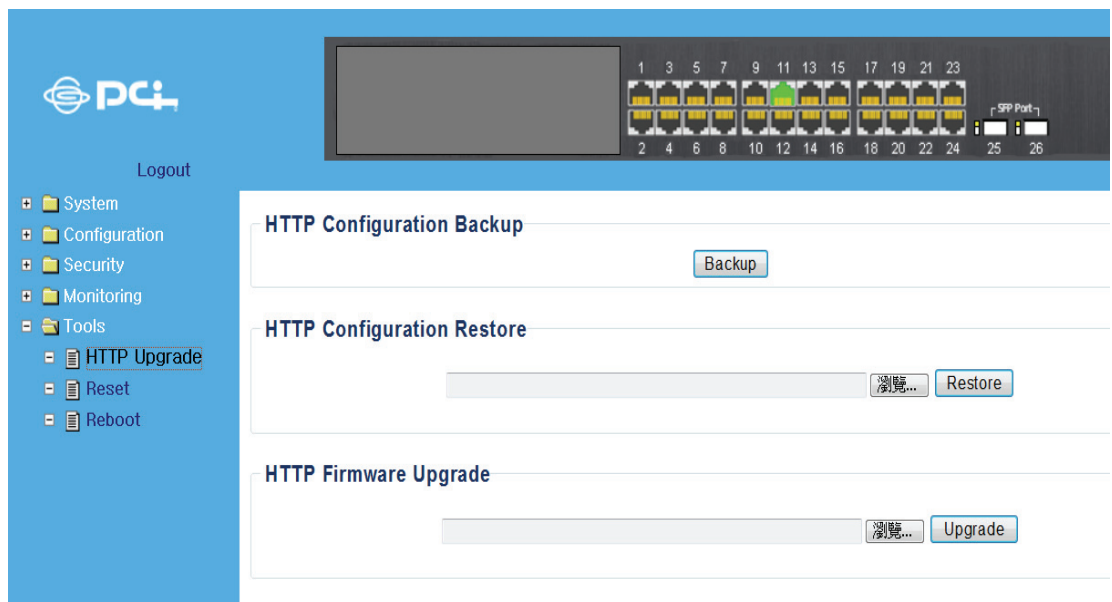 PCi
1 3 5 7 9 11 13 15 17 19 21 23
SFP Port
2 4 6 8 10 12 14 16 18 20 22 24 25 26
Logout
System
Configuration
Security
Monitoring
Tools
HTTP Upgrade
Reset
Reboot
HTTP Configuration Backup
Backup
HTTP Configuration Restore
瀏覽... Restore
HTTP Firmware Upgrade
瀏覽... Upgrade